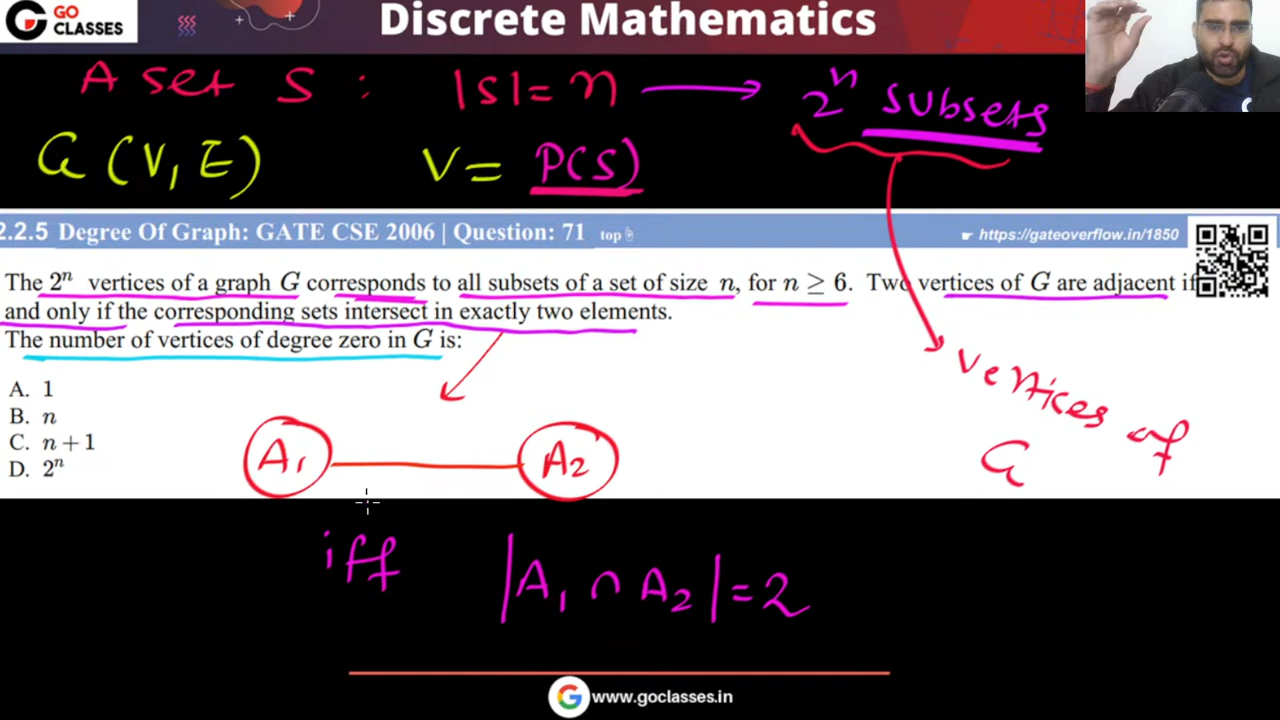 GO CLASSES
Discrete Mathematics
A set S : |S| = n → 2ⁿ subsets
G (V, E) V = P(S)
2.2.5 Degree Of Graph: GATE CSE 2006 | Question: 71 top https://gateoverflow.in/1850
The 2ⁿ vertices of a graph G corresponds to all subsets of a set of size n, for n ≥ 6. Two vertices of G are adjacent if
and only if the corresponding sets intersect in exactly two elements.
The number of vertices of degree zero in G is:
A. 1
B. n
C. n + 1
D. 2ⁿ
A₁ A₂
vertices of
G
iff |A₁ ∩ A₂| = 2
www.goclasses.in